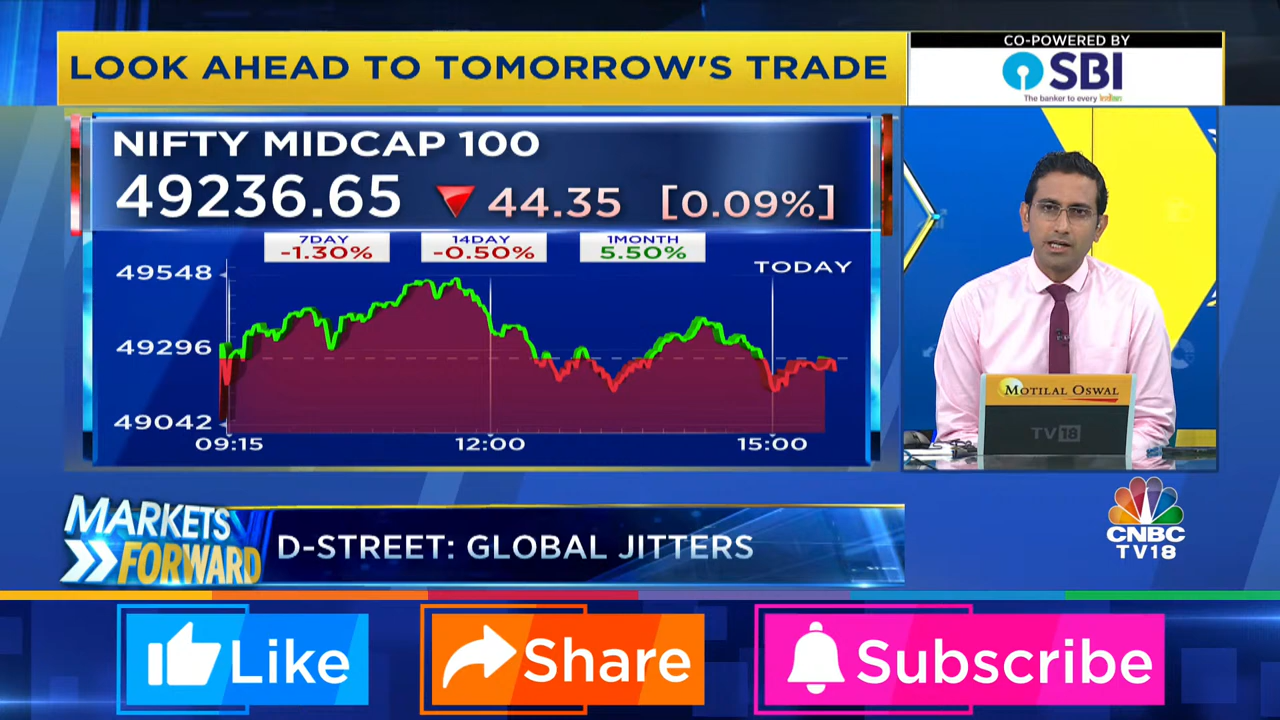 LOOK AHEAD TO TOMORROW'S TRADE
CO-POWERED BY
SBI
The banker to every Indian
NIFTY MIDCAP 100
49236.65 ▼ 44.35 [0.09%]
7DAY
-1.30%
14DAY
-0.50%
1MONTH
5.50%
TODAY
49548
49296
49042
09:15 12:00 15:00
MOTILAL OSWAL
TV18
MARKETS
FORWARD
D-STREET: GLOBAL JITTERS
CNBC
TV18
Like
Share
Subscribe